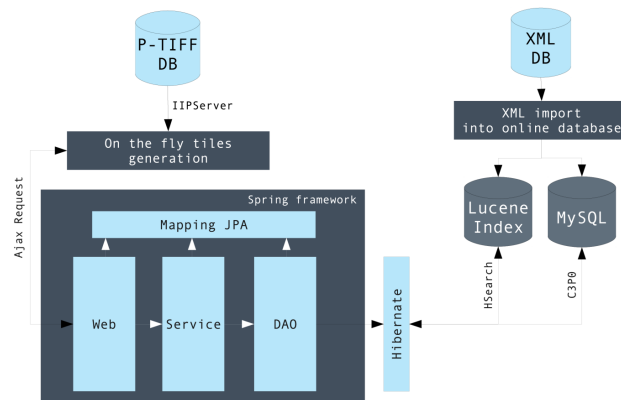 P-TIFF
DB
XML
DB
IIPServer
XML import
into online database
On the fly tiles
generation
Ajax Request
Spring framework
Lucene
Index
MySQL
Mapping JPA
HSearch
C3P0
Web
Service
DAO
Hibernate